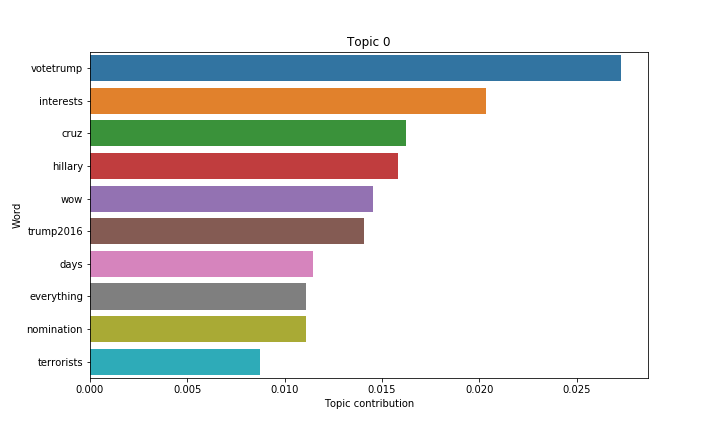 Topic 0
Word
votetrump
interests
cruz
hillary
wow
trump2016
days
everything
nomination
terrorists
0.000 0.005 0.010 0.015 0.020 0.025
Topic contribution